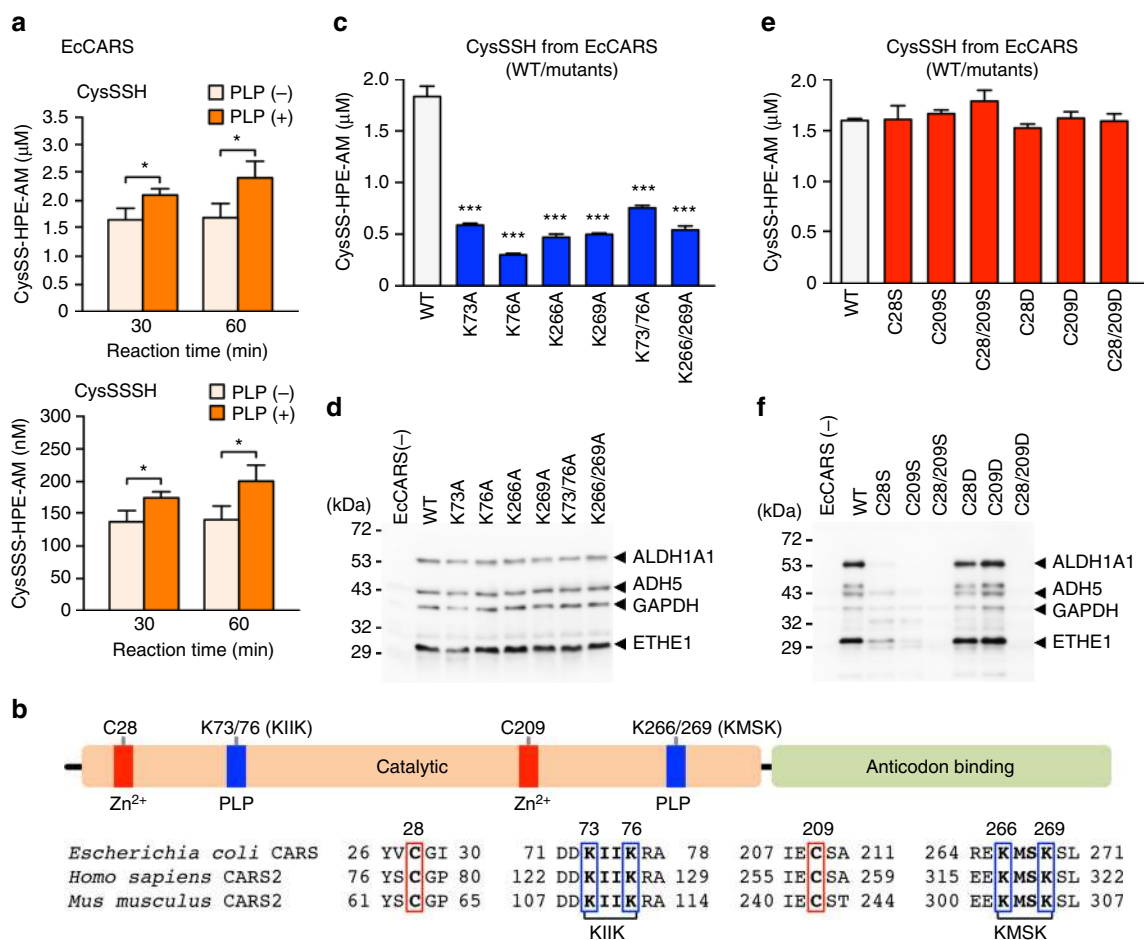 a
EcCARS
CysSSH
PLP (−)
PLP (+)
CysSS-HPE-AM (μM)
3.5
3.0
2.5
2.0
1.5
1.0
0.5
0
*
*
30
60
Reaction time (min)
CysSSSH
PLP (−)
PLP (+)
CysSSS-HPE-AM (nM)
300
250
200
150
100
50
0
*
*
30
60
Reaction time (min)
c
CysSSH from EcCARS
(WT/mutants)
CysSS-HPE-AM (μM)
2.0
1.5
1.0
0.5
0
***
***
***
***
***
***
WT
K73A
K76A
K266A
K269A
K73/76A
K266/269A
e
CysSSH from EcCARS
(WT/mutants)
CysSS-HPE-AM (μM)
2.0
1.5
1.0
0.5
0
WT
C28S
C209S
C28/209S
C28D
C209D
C28/209D
d
EcCARS(−)
WT
K73A
K76A
K266A
K269A
K73/76A
K266/269A
(kDa)
72
53
43
32
29
ALDH1A1
ADH5
GAPDH
ETHE1
f
EcCARS (−)
WT
C28S
C209S
C28/209S
C28D
C209D
C28/209D
(kDa)
72
53
43
32
29
ALDH1A1
ADH5
GAPDH
ETHE1
b
C28 K73/76 (KIIK) C209 K266/269 (KMSK)
Catalytic Anticodon binding
Zn2+ PLP Zn2+ PLP
28 73 76 209 266 269
Escherichia coli CARS 26 YVCGI 30 71 DDKIIKRA 78 207 IECSA 211 264 REKMSKSL 271
Homo sapiens CARS2 76 YSCGP 80 122 DDKIIKRA 129 255 IECSA 259 315 EEKMSKSL 322
Mus musculus CARS2 61 YSCGP 65 107 DDKIIKRA 114 240 IECST 244 300 EEKMSKSL 307
KIIK KMSK